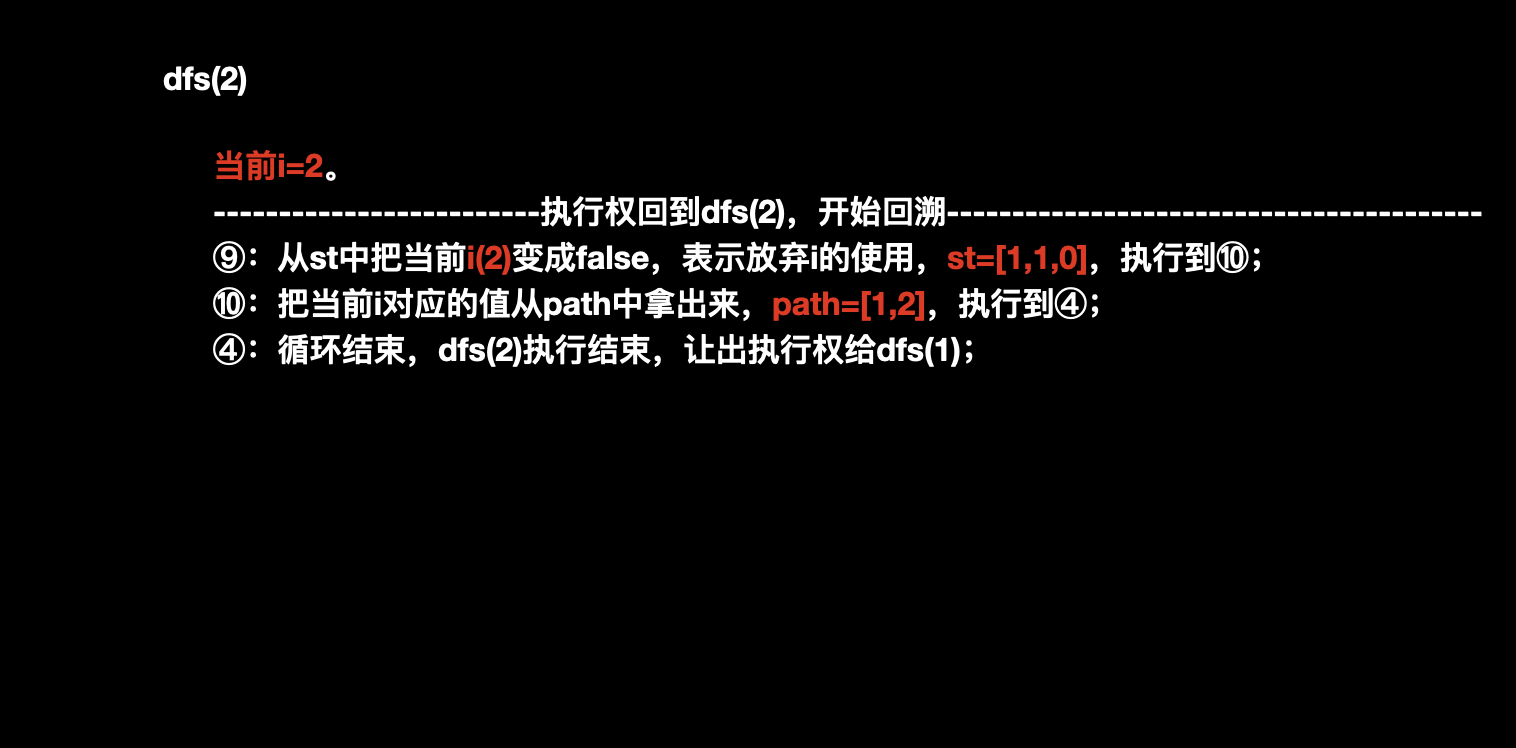 dfs(2)
当前i=2。
-------------------------执行权回到dfs(2)，开始回溯-----------------------------------------
⑨：从st中把当前i(2)变成false，表示放弃i的使用，st=[1,1,0]，执行到⑩；
⑩：把当前i对应的值从path中拿出来，path=[1,2]，执行到④；
④：循环结束，dfs(2)执行结束，让出执行权给dfs(1)；